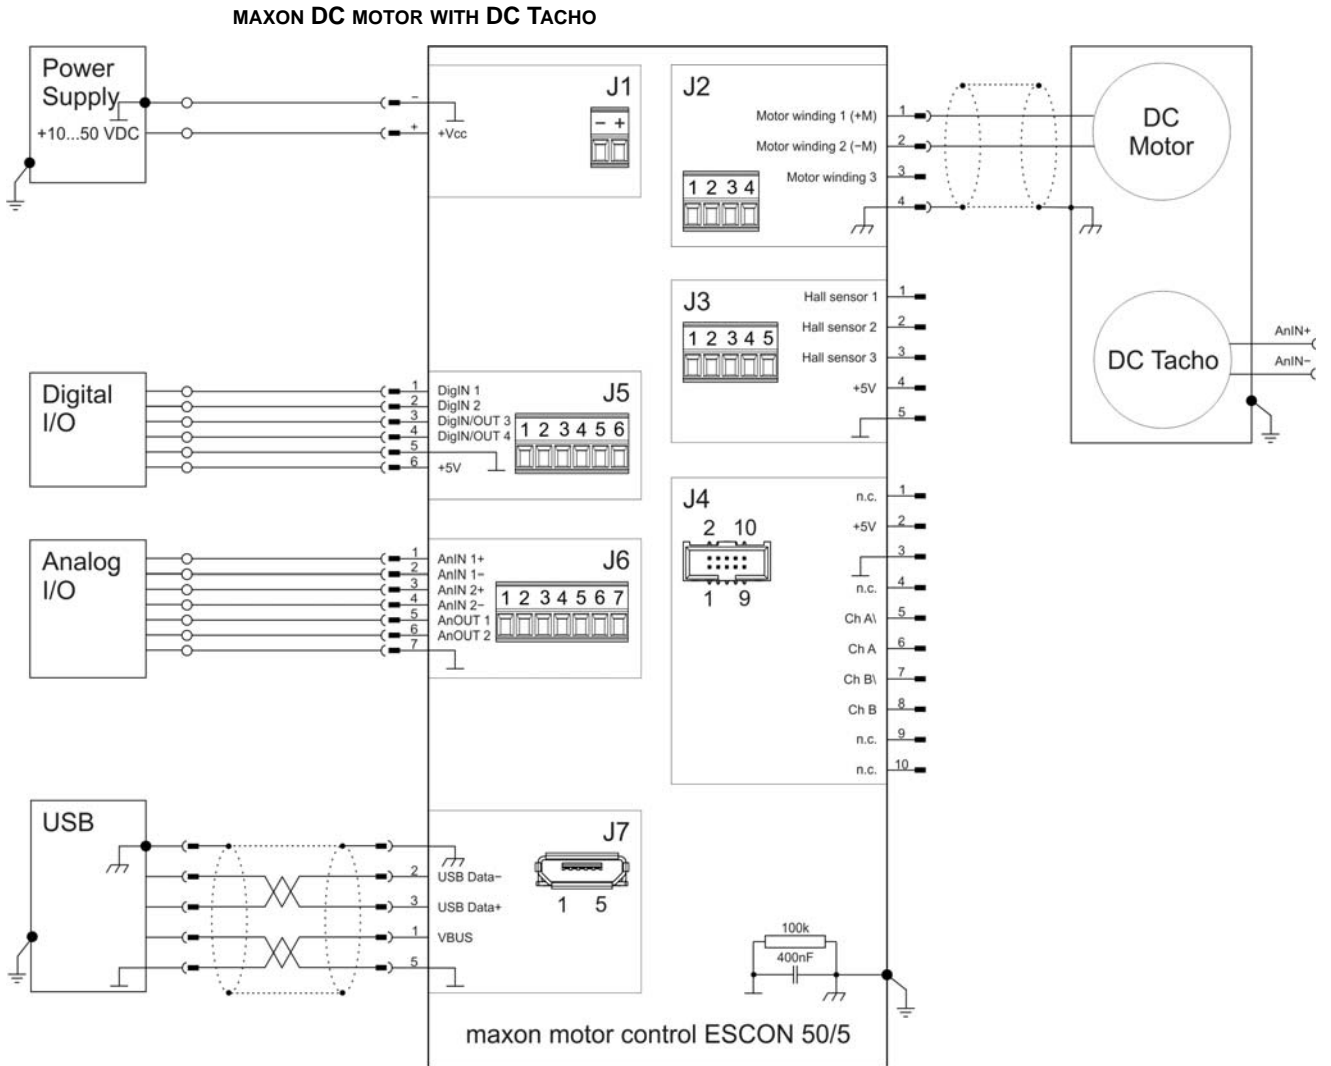 MAXON DC MOTOR WITH DC TACHO
Power
Supply
+10...50 VDC
−
+
+Vcc
J1
− +
J2
1 2 3 4
Motor winding 1 (+M) 1
Motor winding 2 (−M) 2
Motor winding 3 3
4
DC
Motor
J3
1 2 3 4 5
Hall sensor 1 1
Hall sensor 2 2
Hall sensor 3 3
+5V 4
5
DC Tacho
AnIN+
AnIN−
Digital
I/O
1 DigIN 1
2 DigIN 2
3 DigIN/OUT 3
4 DigIN/OUT 4
5
6 +5V
J5
1 2 3 4 5 6
J4
2 10
1 9
n.c. 1
+5V 2
3
n.c. 4
Ch A\ 5
Ch A 6
Ch B\ 7
Ch B 8
n.c. 9
n.c. 10
Analog
I/O
1 AnIN 1+
2 AnIN 1−
3 AnIN 2+
4 AnIN 2−
5 AnOUT 1
6 AnOUT 2
7
J6
1 2 3 4 5 6 7
USB
2 USB Data−
3 USB Data+
1 VBUS
5
J7
1 5
100k
400nF
maxon motor control ESCON 50/5